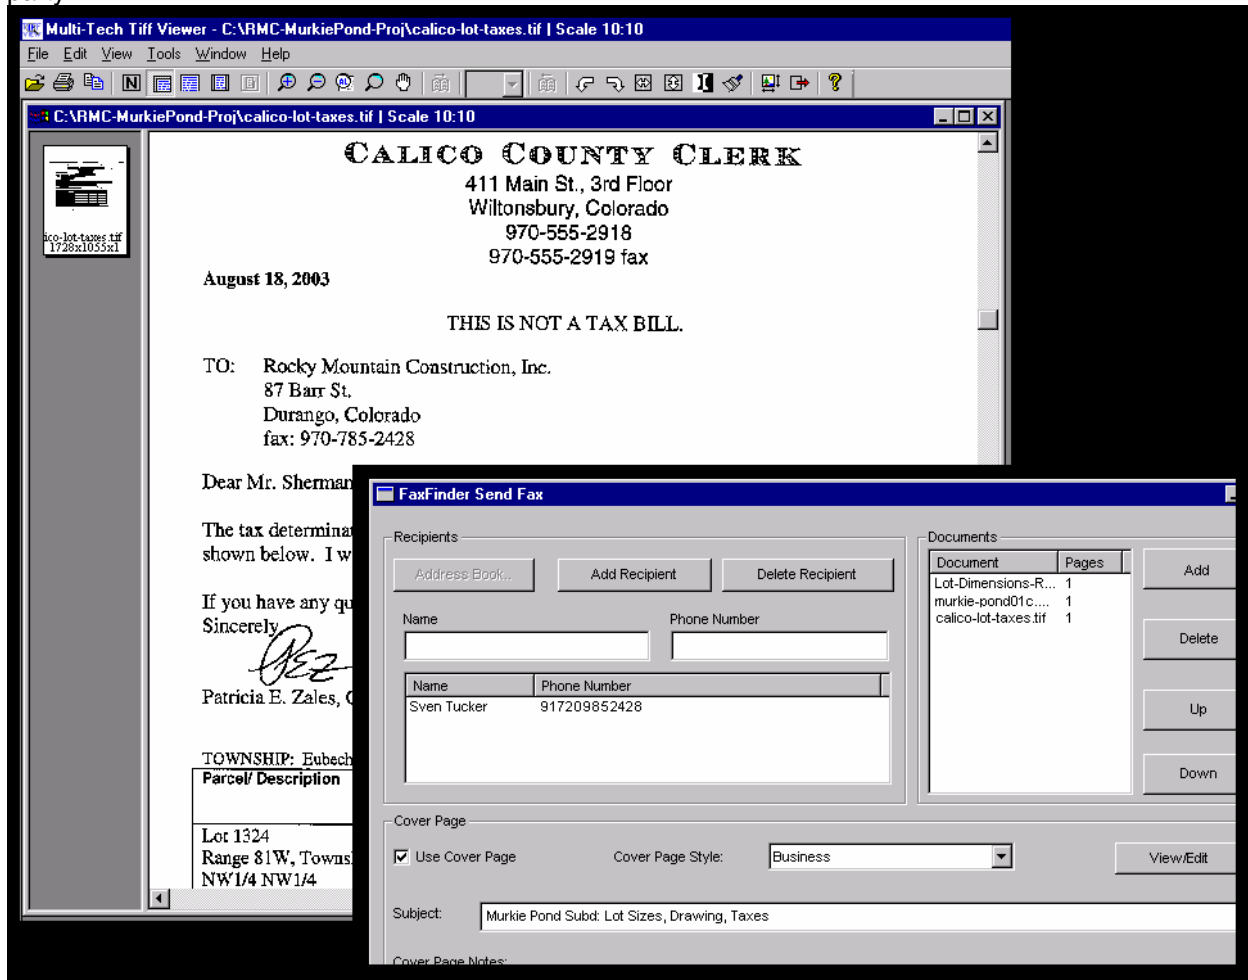 party
Multi-Tech Tiff Viewer - C:\RMC-MurkiePond-Proj\calico-lot-taxes.tif | Scale 10:10
File Edit View Tools Window Help
C:\RMC-MurkiePond-Proj\calico-lot-taxes.tif | Scale 10:10
CALICO COUNTY CLERK
411 Main St., 3rd Floor
Wiltonsbury, Colorado
970-555-2918
970-555-2919 fax
ico-lot-taxes.tif
1728x1055x1
August 18, 2003
THIS IS NOT A TAX BILL.
TO: Rocky Mountain Construction, Inc.
87 Barr St.
Durango, Colorado
fax: 970-785-2428
Dear Mr. Sherman
The tax determina
shown below. I w
If you have any qu
Sincerely
Patricia E. Zales,
TOWNSHIP: Eubech
Parcel/ Description
Lot 1324
Range 81W, Towns
NW1/4 NW1/4
FaxFinder Send Fax
Recipients
Address Book..
Add Recipient
Delete Recipient
Name Phone Number
Name Phone Number
Sven Tucker 917209852428
Documents
Document Pages
Lot-Dimensions-R... 1
murkie-pond01c.... 1
calico-lot-taxes.tif 1
Add
Delete
Up
Down
Cover Page
Use Cover Page Cover Page Style: Business View/Edit
Subject: Murkie Pond Subd: Lot Sizes, Drawing, Taxes
Cover Page Notes: